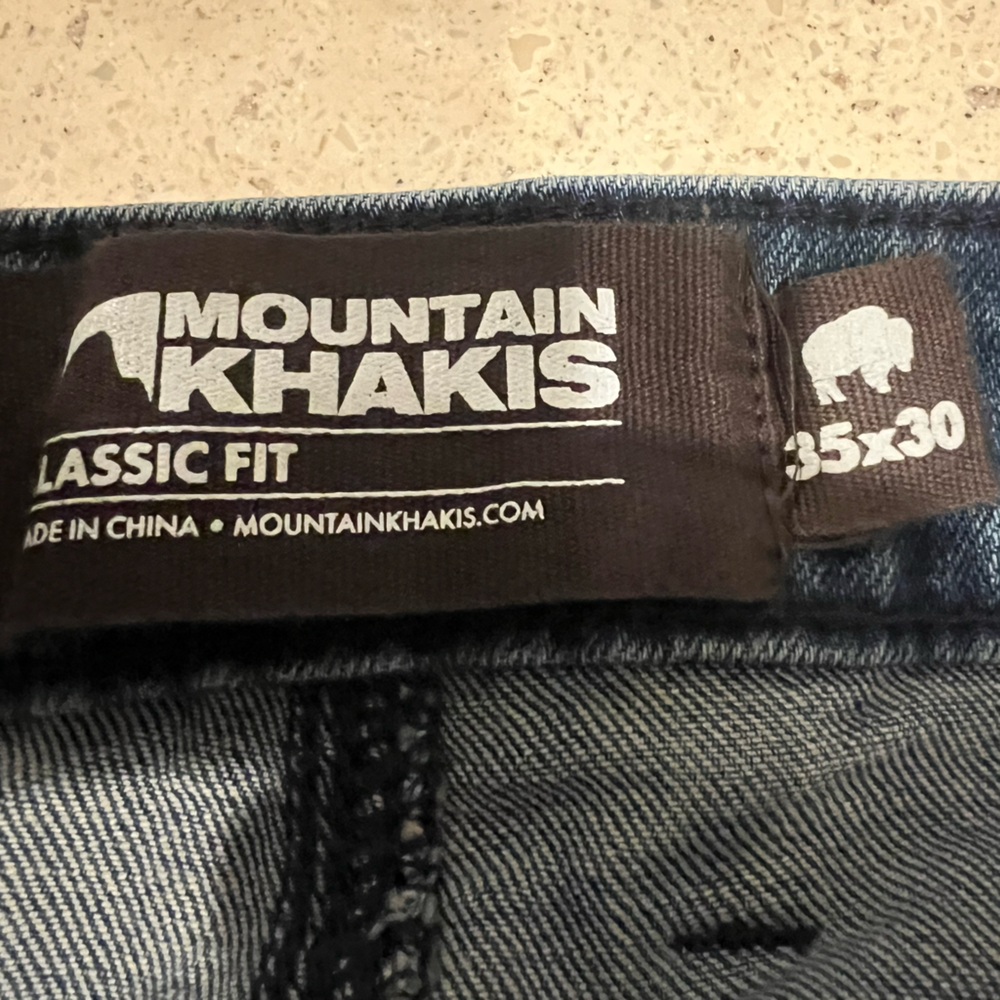 MOUNTAIN
KHAKIS
LASSIC FIT
ADE IN CHINA • MOUNTAINKHAKIS.COM
35x30